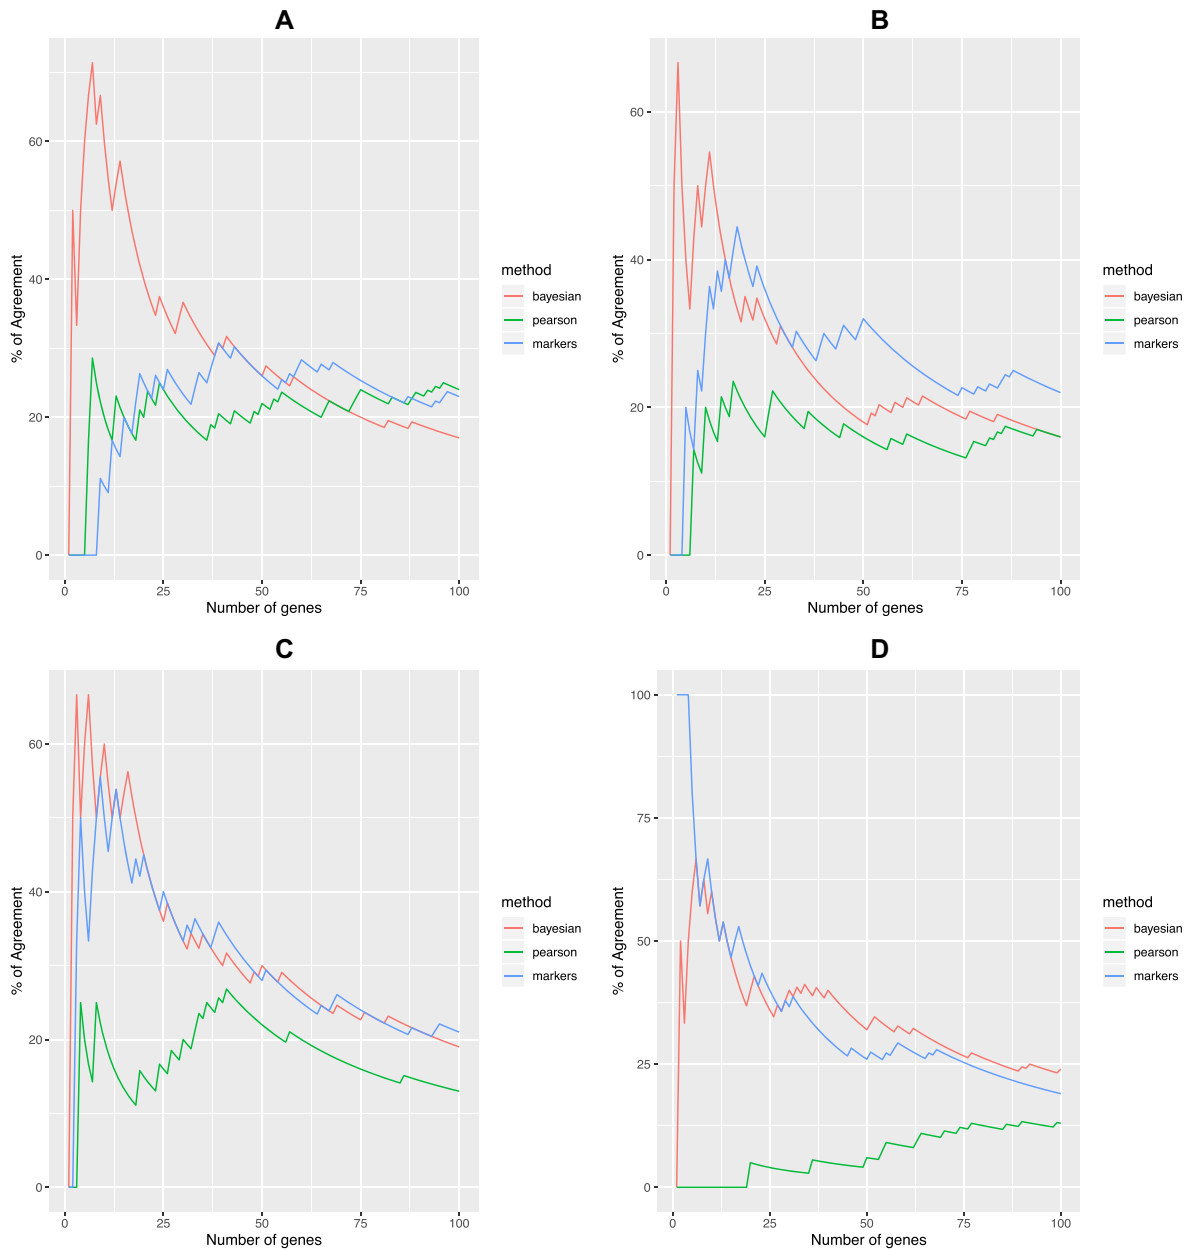 A
% of Agreement
60
40
20
0
0 25 50 75 100
Number of genes
method
bayesian
pearson
markers
B
% of Agreement
60
40
20
0
0 25 50 75 100
Number of genes
method
bayesian
pearson
markers
C
% of Agreement
60
40
20
0
0 25 50 75 100
Number of genes
method
bayesian
pearson
markers
D
% of Agreement
100
75
50
25
0
0 25 50 75 100
Number of genes
method
bayesian
pearson
markers